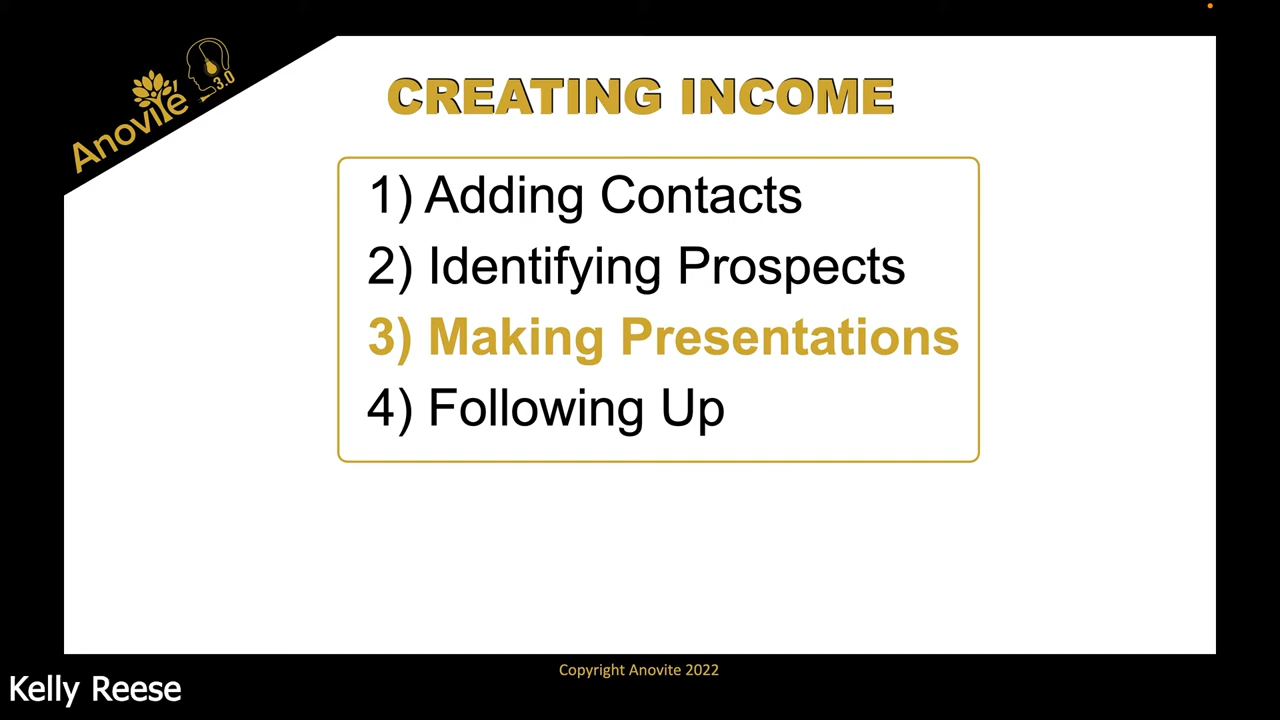 Anovite
3.0
CREATING INCOME
1) Adding Contacts
2) Identifying Prospects
3) Making Presentations
4) Following Up
Copyright Anovite 2022
Kelly Reese